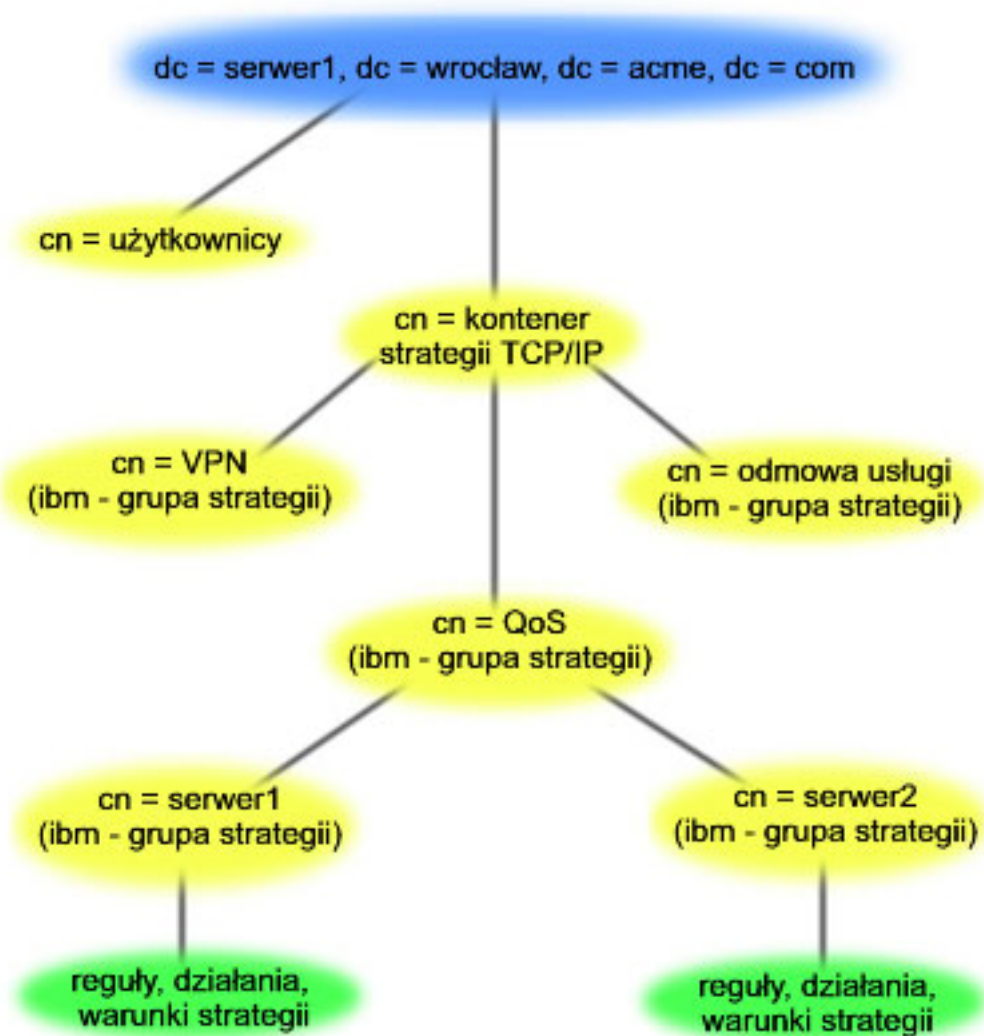 dc = serwer1, dc = wrocław, dc = acme, dc = com
cn = użytkownicy
cn = kontener
strategii TCP/IP
cn = VPN
(ibm - grupa strategii)
cn = odmowa usługi
(ibm - grupa strategii)
cn = QoS
(ibm - grupa strategii)
cn = serwer1
(ibm - grupa strategii)
cn = serwer2
(ibm - grupa strategii)
reguły, działania,
warunki strategii
reguły, działania,
warunki strategii